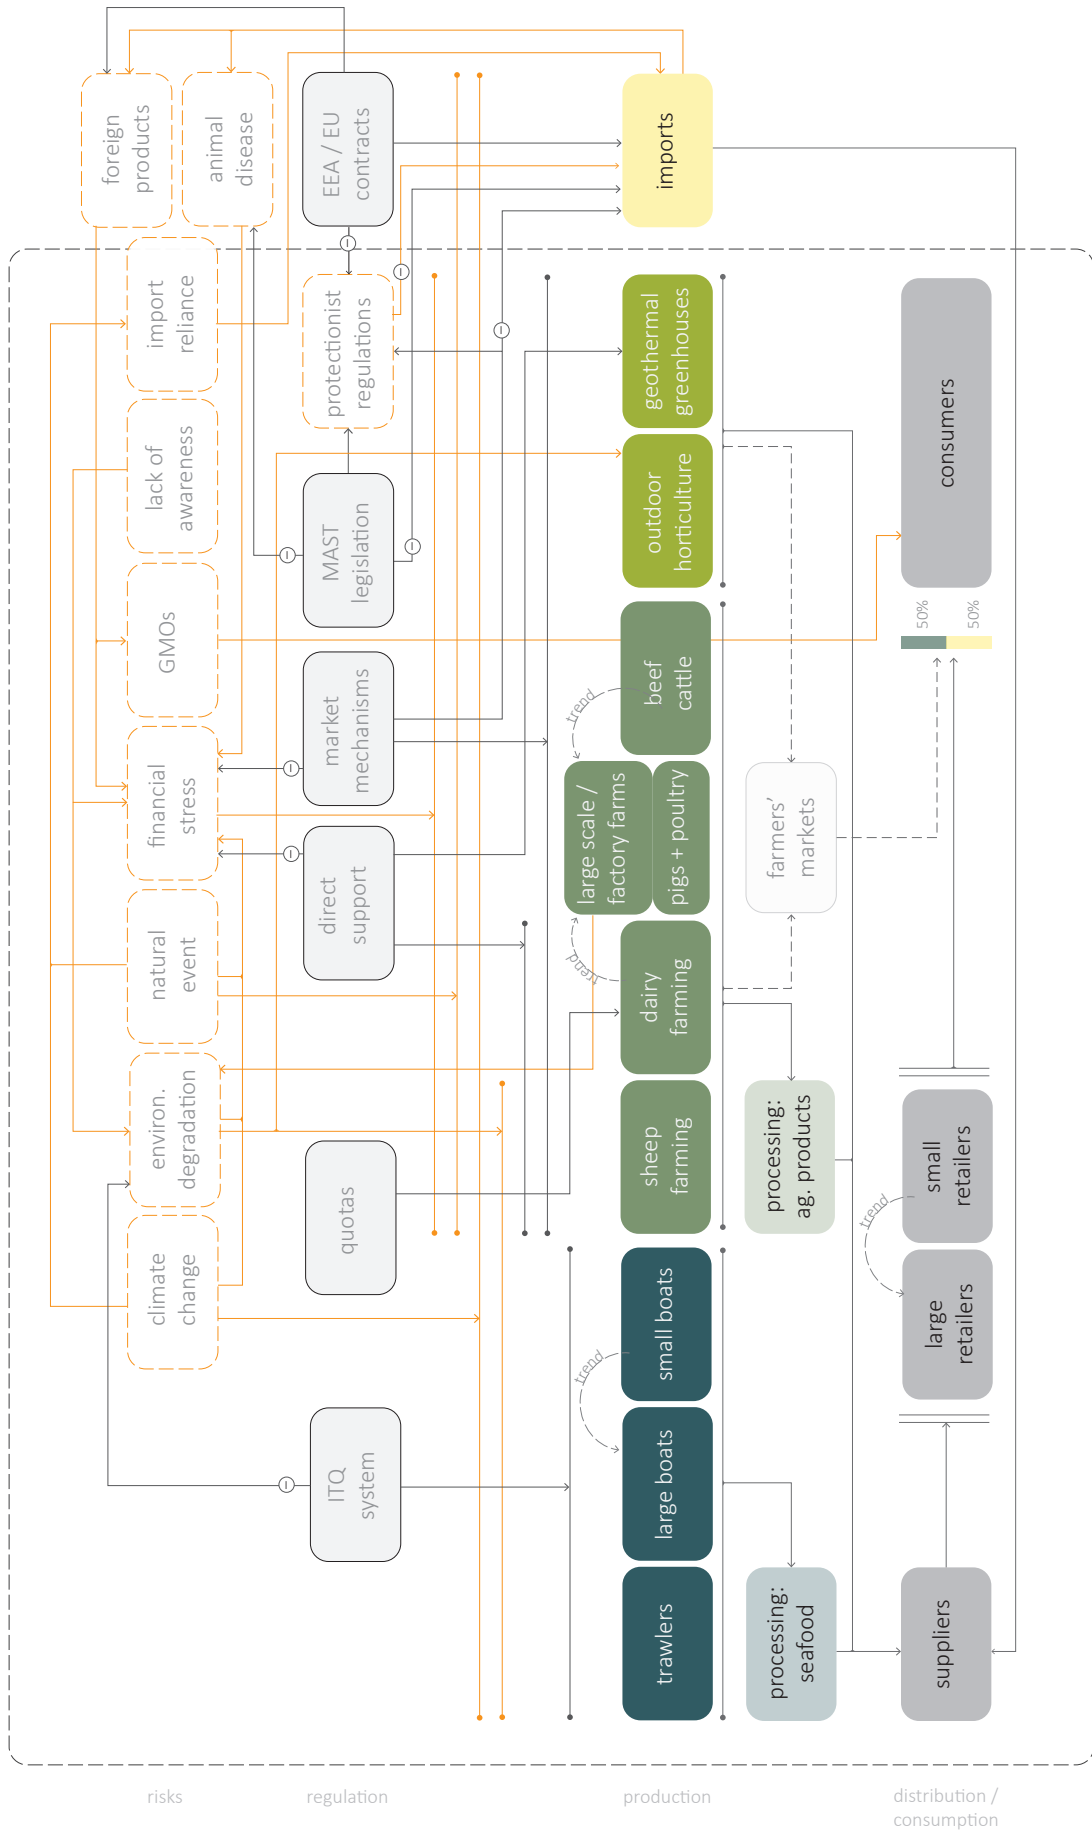 risks
climate
change
environ.
degradation
natural
event
financial
stress
GMOs
lack of
awareness
import
reliance
foreign
products
animal
disease
regulation
ITQ
system
quotas
direct
support
market
mechanisms
MAST
legislation
protectionist
regulations
EEA / EU
contracts
production
trawlers
large boats
small boats
trend
sheep
farming
dairy
farming
trend
large scale /
factory farms
pigs + poultry
trend
beef
cattle
outdoor
horticulture
geothermal
greenhouses
imports
processing:
seafood
processing:
ag. products
farmers’
markets
distribution /
consumption
suppliers
large
retailers
small
retailers
trend
50%
50%
consumers